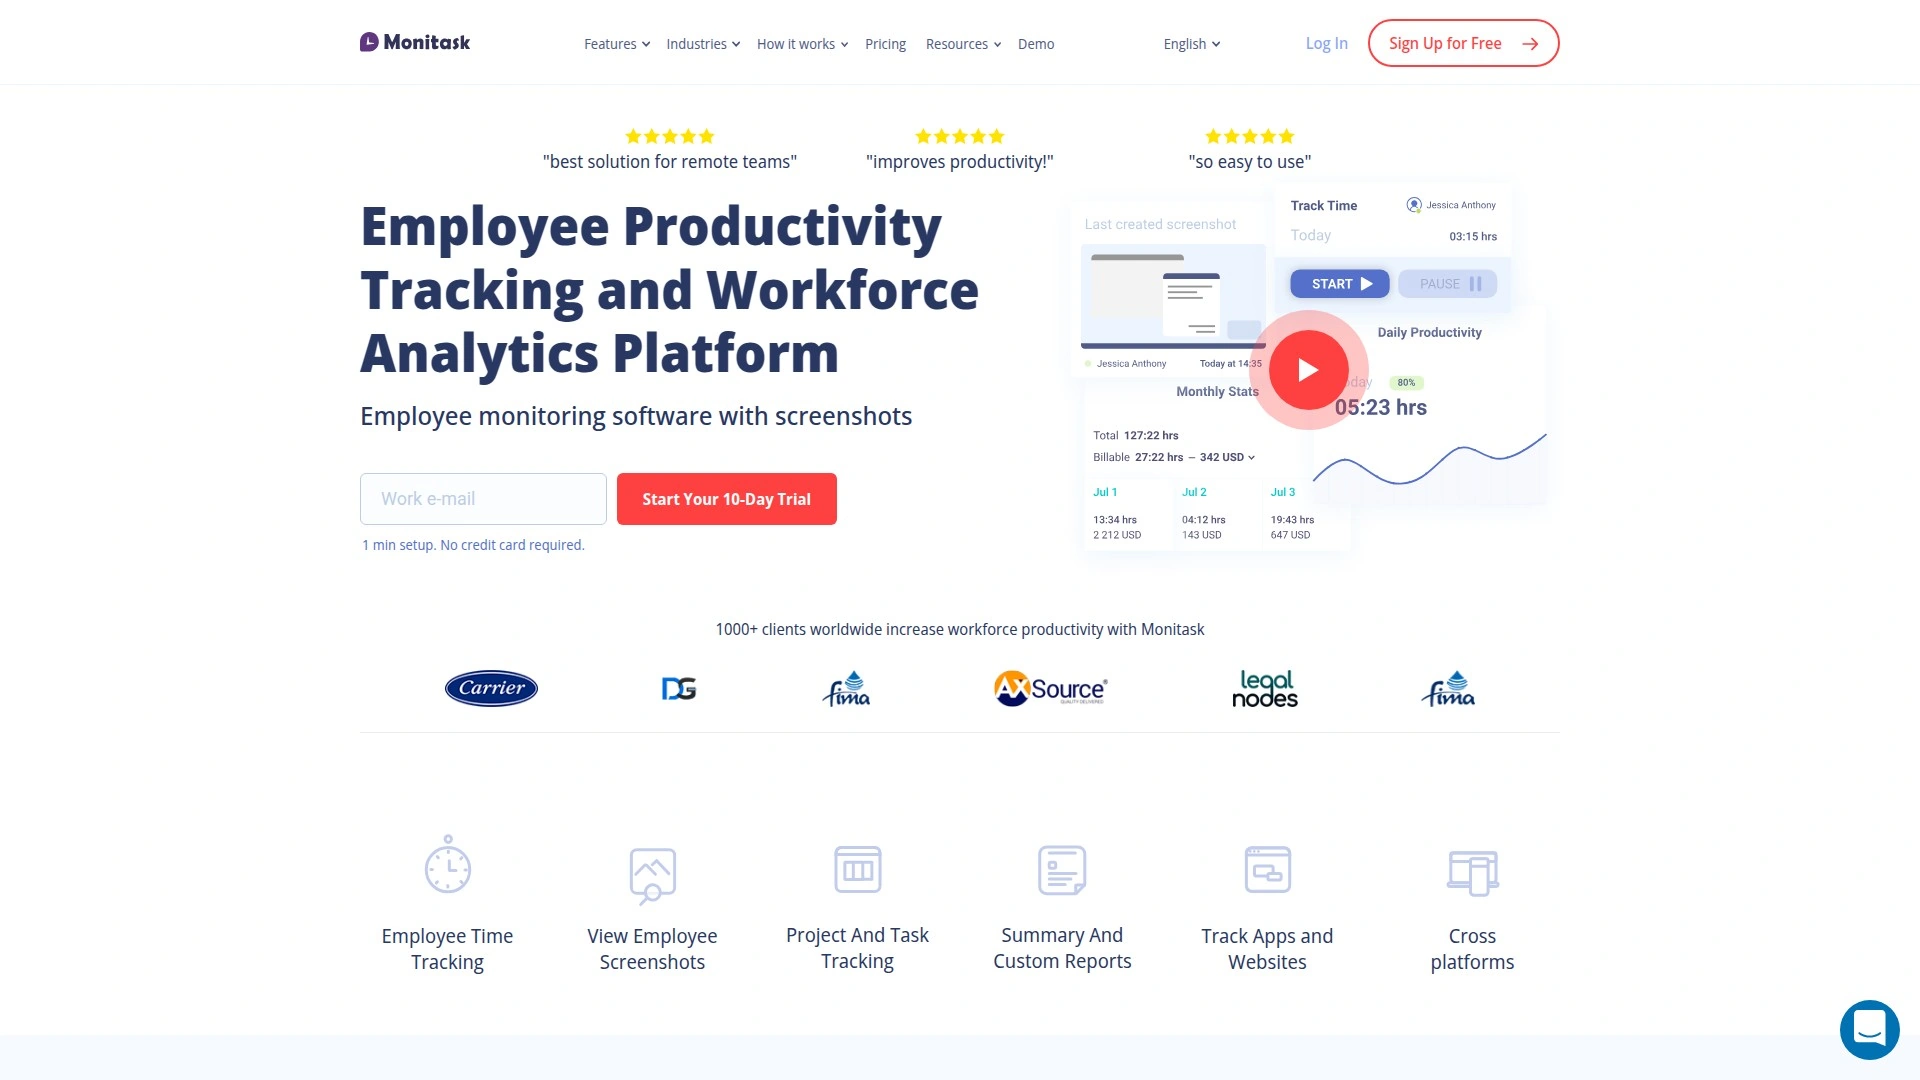 Monitask
Features
Industries
How it works
Pricing
Resources
Demo
English
Log In
Sign Up for Free
"best solution for remote teams"
"improves productivity!"
"so easy to use"
Employee Productivity
Tracking and Workforce
Analytics Platform
Employee monitoring software with screenshots
Work e-mail
Start Your 10-Day Trial
1 min setup. No credit card required.
Last created screenshot
Jessica Anthony
Today at 14:35
Track Time
Jessica Anthony
Today
03:15 hrs
START
PAUSE
Daily Productivity
80%
05:23 hrs
Monthly Stats
Total 127:22 hrs
Billable 27:22 hrs – 342 USD
Jul 1
Jul 2
Jul 3
13:34 hrs
04:12 hrs
19:43 hrs
2 212 USD
143 USD
647 USD
1000+ clients worldwide increase workforce productivity with Monitask
Carrier
DG
fima
AXSource®
QUALITY DELIVERED
legal
nodes
fima
Employee Time
Tracking
View Employee
Screenshots
Project And Task
Tracking
Summary And
Custom Reports
Track Apps and
Websites
Cross
platforms